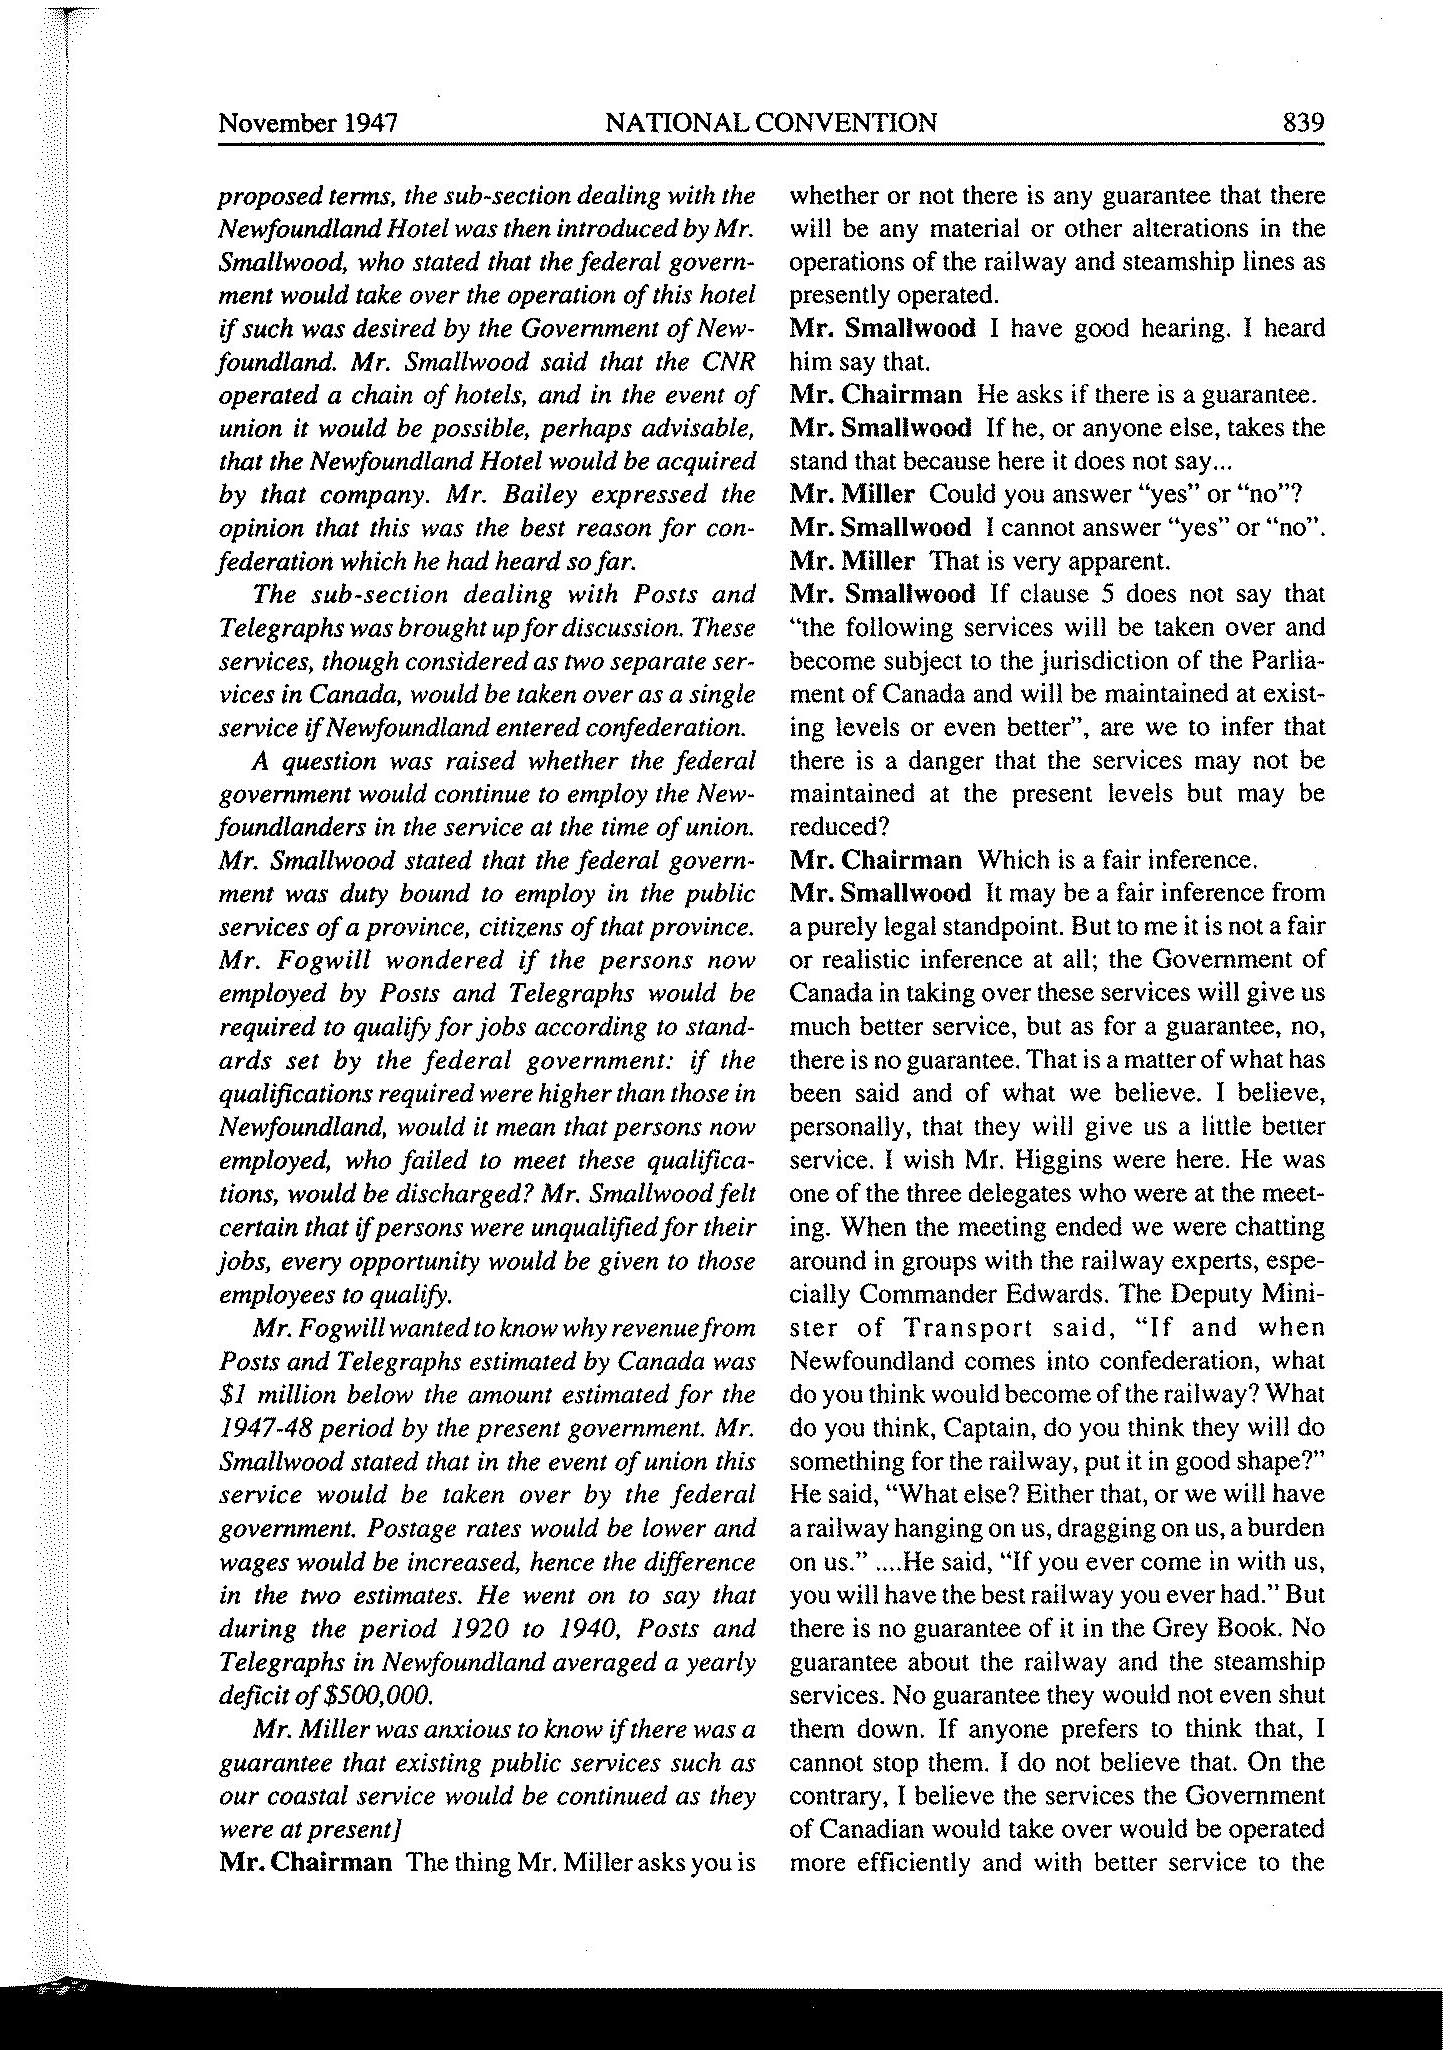 November 1947 NATIONAL CONVENTION 839
proposed terms, the sub-section dealing with the
Newfoundland Hotel was then introduced by Mr.
Smallwood, who stated that the federal govern-
ment would take over the operation of this hotel
if such was desired by the Government of New-
foundland. Mr. Smallwood said that the CNR
operated a chain of hotels, and in the event of
union it would be possible, perhaps advisable,
that the Newfoundland Hotel would be acquired
by that company. Mr. Bailey expressed the
opinion that this was the best reason for con-
federation which he had heard so far.
The sub-section dealing with Posts and
Telegraphs was brought up for discussion. These
services, though considered as two separate ser-
vices in Canada, would be taken over as a single
service if Newfoundland entered confederation.
A question was raised whether the federal
government would continue to employ the New-
foundlanders in the service at the time of union.
Mr. Smallwood stated that the federal govern-
ment was duty bound to employ in the public
services of a province, citizens of that province.
Mr. Fogwill wondered if the persons now
employed by Posts and Telegraphs would be
required to qualify for jobs according to stand-
ards set by the federal government: if the
qualifications required were higher than those in
Newfoundland, would it mean that persons now
employed, who failed to meet these qualifica-
tions, would be discharged? Mr. Smallwood felt
certain that if persons were unqualified for their
jobs, every opportunity would be given to those
employees to qualify.
Mr. Fogwill wanted to know why revenue from
Posts and Telegraphs estimated by Canada was
$1 million below the amount estimated for the
1947-48 period by the present government. Mr.
Smallwood stated that in the event of union this
service would be taken over by the federal
government. Postage rates would be lower and
wages would be increased, hence the difference
in the two estimates. He went on to say that
during the period 1920 to 1940, Posts and
Telegraphs in Newfoundland averaged a yearly
deficit of $500,000.
Mr. Miller was anxious to know if there was a
guarantee that existing public services such as
our coastal service would be continued as they
were at present]
Mr. Chairman The thing Mr. Miller asks you is
whether or not there is any guarantee that there
will be any material or other alterations in the
operations of the railway and steamship lines as
presently operated.
Mr. Smallwood I have good hearing. I heard
him say that.
Mr. Chairman He asks if there is a guarantee.
Mr. Smallwood If he, or anyone else, takes the
stand that because here it does not say...
Mr. Miller Could you answer “yes” or “no”?
Mr. Smallwood I cannot answer “yes” or “no”.
Mr. Miller That is very apparent.
Mr. Smallwood If clause 5 does not say that
“the following services will be taken over and
become subject to the jurisdiction of the Parlia-
ment of Canada and will be maintained at exist-
ing levels or even better”, are we to infer that
there is a danger that the services may not be
maintained at the present levels but may be
reduced?
Mr. Chairman Which is a fair inference.
Mr. Smallwood It may be a fair inference from
a purely legal standpoint. But to me it is not a fair
or realistic inference at all; the Government of
Canada in taking over these services will give us
much better service, but as for a guarantee, no,
there is no guarantee. That is a matter of what has
been said and of what we believe. I believe,
personally, that they will give us a little better
service. I wish Mr. Higgins were here. He was
one of the three delegates who were at the meet-
ing. When the meeting ended we were chatting
around in groups with the railway experts, espe-
cially Commander Edwards. The Deputy Mini-
ster of Transport said, “If and when
Newfoundland comes into confederation, what
do you think would become of the railway? What
do you think, Captain, do you think they will do
something for the railway, put it in good shape?”
He said, “What else? Either that, or we will have
a railway hanging on us, dragging on us, a burden
on us.” ....He said, “If you ever come in with us,
you will have the best railway you ever had.” But
there is no guarantee of it in the Grey Book. No
guarantee about the railway and the steamship
services. No guarantee they would not even shut
them down. If anyone prefers to think that, I
cannot stop them. I do not believe that. On the
contrary, I believe the services the Government
of Canadian would take over would be operated
more efficiently and with better service to the